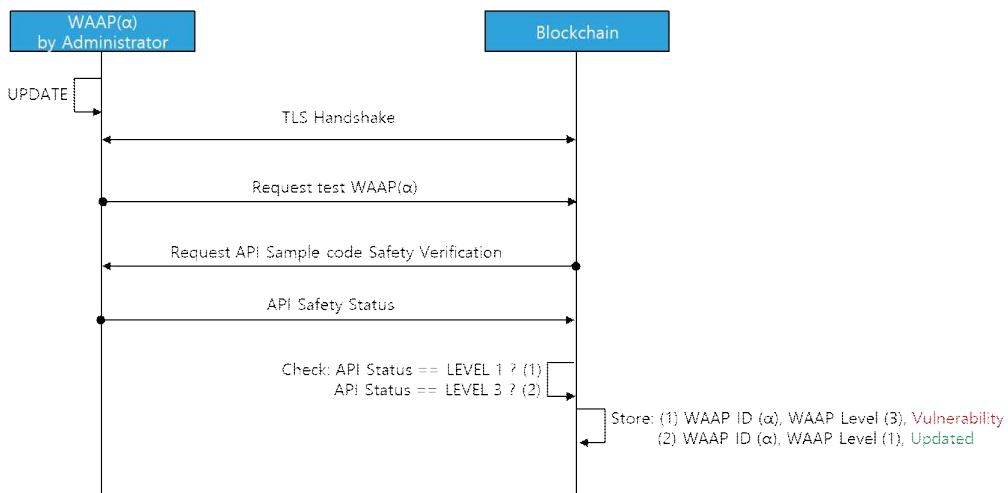 WAAP(α)
by Administrator
Blockchain
UPDATE
TLS Handshake
Request test WAAP(α)
Request API Sample code Safety Verification
API Safety Status
Check: API Status == LEVEL 1 ? (1)
API Status == LEVEL 3 ? (2)
Store: (1) WAAP ID (α), WAAP Level (3), Vulnerability
(2) WAAP ID (α), WAAP Level (1), Updated